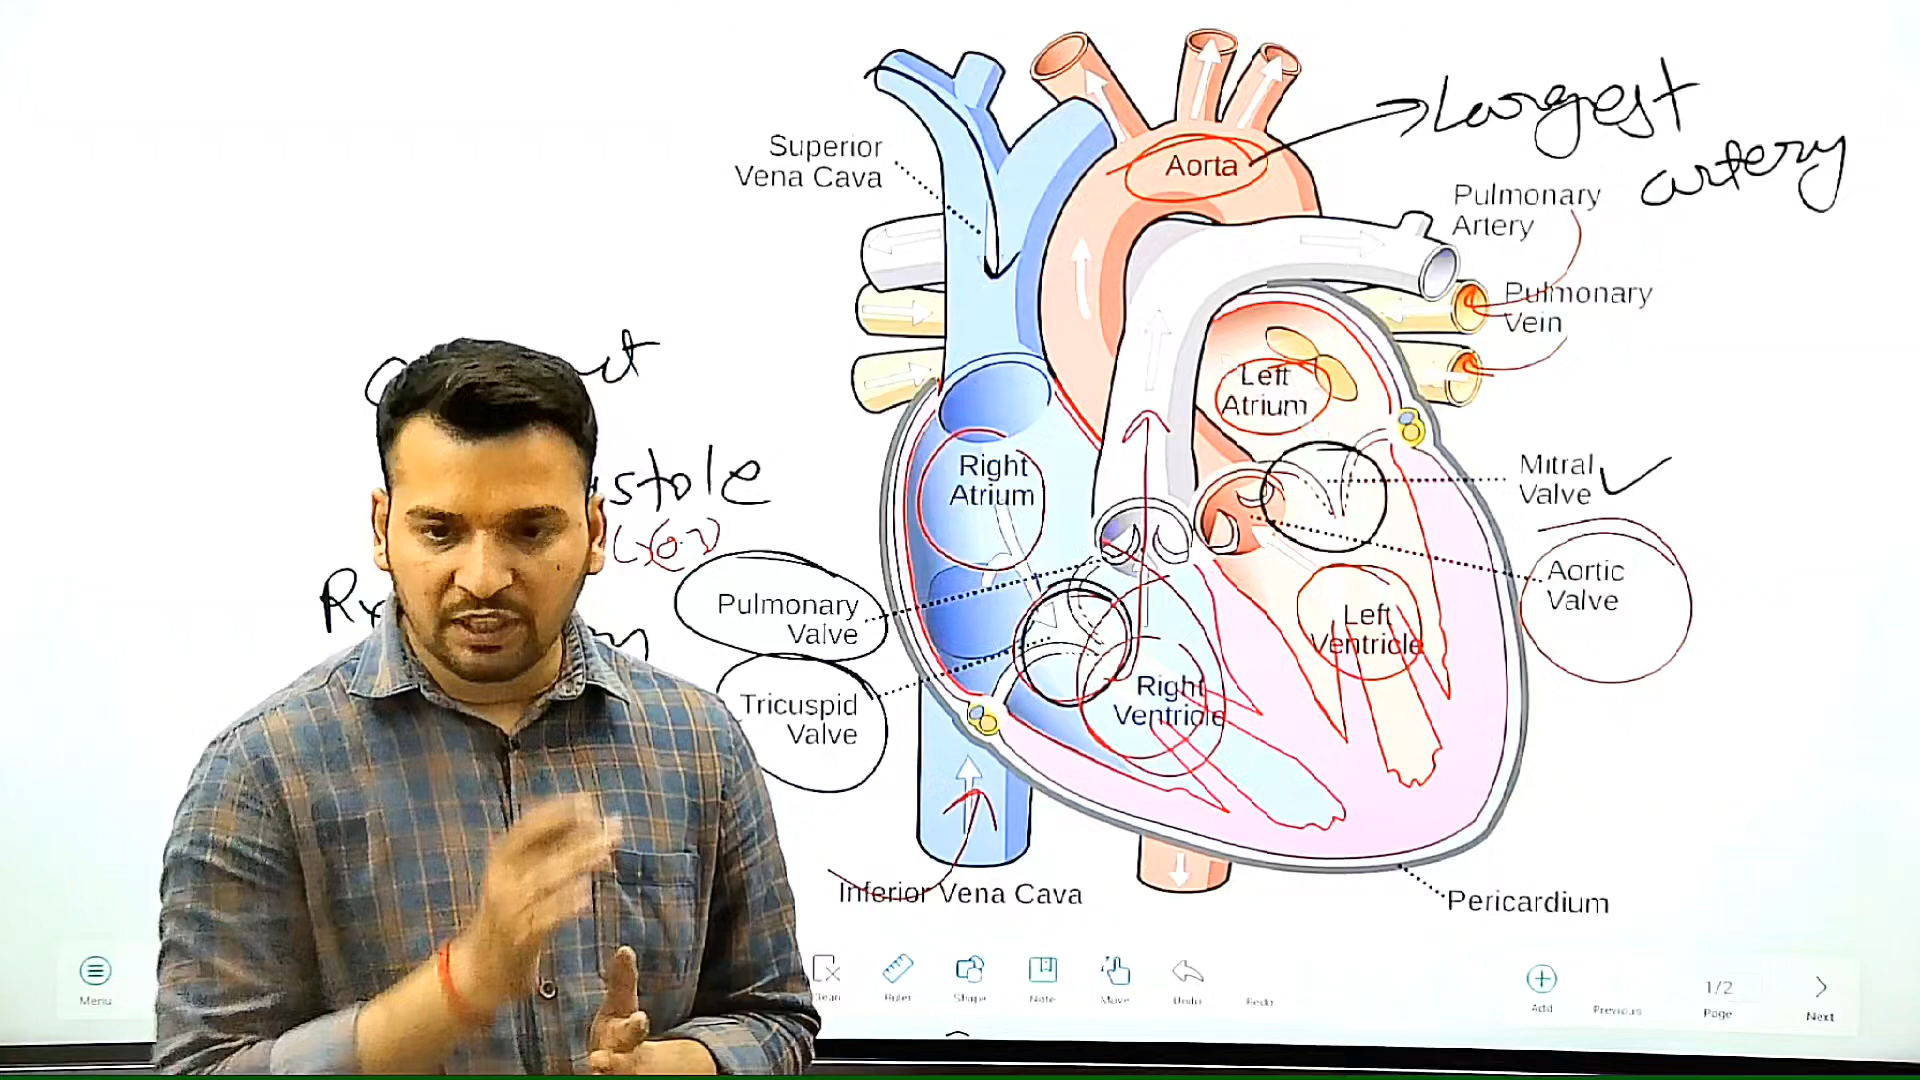 Largest
artery
Superior
Vena Cava
Aorta
Pulmonary
Artery
Pulmonary
Vein
Left
Atrium
Right
Atrium
Mitral
Valve
Aortic
Valve
Pulmonary
Valve
Left
Ventricle
Tricuspid
Valve
Right
Ventricle
Inferior Vena Cava
Pericardium
Menu
Ruler
Shape
Note
Move
Undo
Redo
Add
Previous
1/2
Page
Next